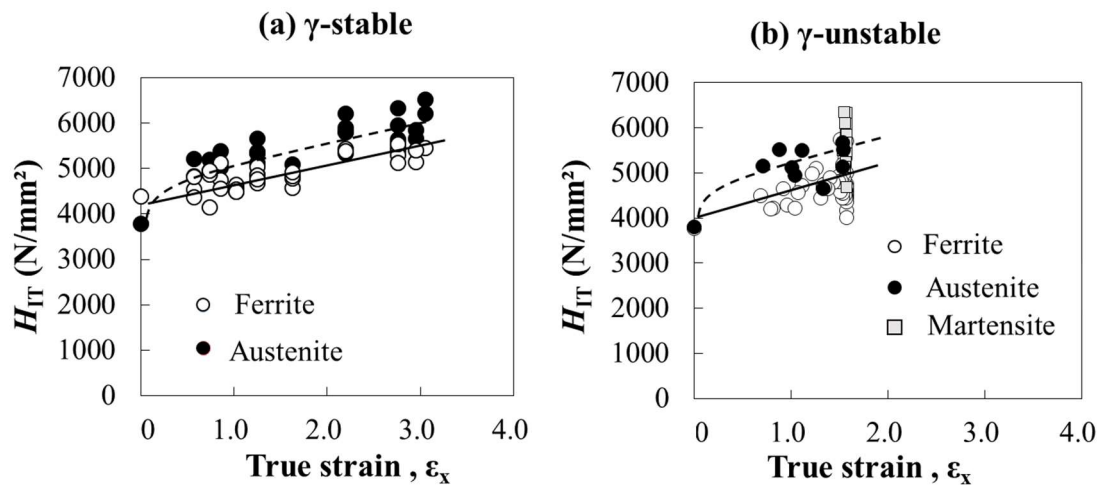 (a) γ-stable
7000
6000
5000
4000
3000
2000
1000
0
H_IT (N/mm²)
Ferrite
Austenite
0 1.0 2.0 3.0 4.0
True strain , ε_x
(b) γ-unstable
7000
6000
5000
4000
3000
2000
1000
0
H_IT (N/mm²)
Ferrite
Austenite
Martensite
0 1.0 2.0 3.0 4.0
True strain , ε_x